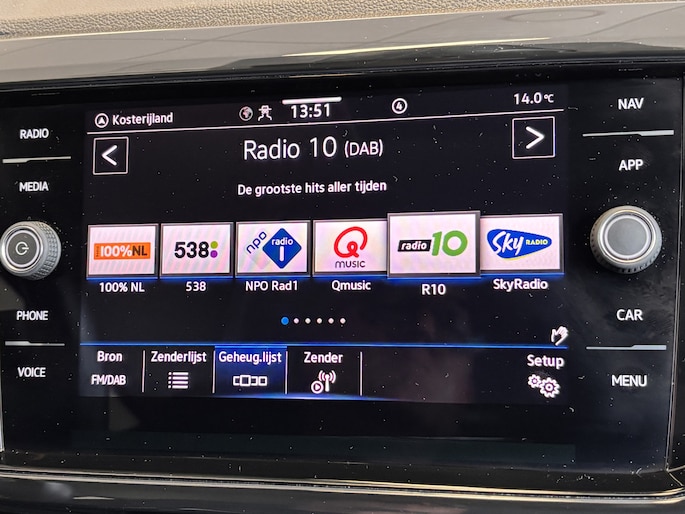 RADIO
MEDIA
PHONE
VOICE
Kosterijland
13:51
4
14.0°C
Radio 10 (DAB)
De grootste hits aller tijden
100%NL
538
npo radio 1
Q MUSIC
radio 10
Sky RADIO
100% NL
538
NPO Rad1
Qmusic
R10
SkyRadio
Bron
Zenderlijst
Geheug.lijst
Zender
Setup
FM/DAB
NAV
APP
CAR
MENU